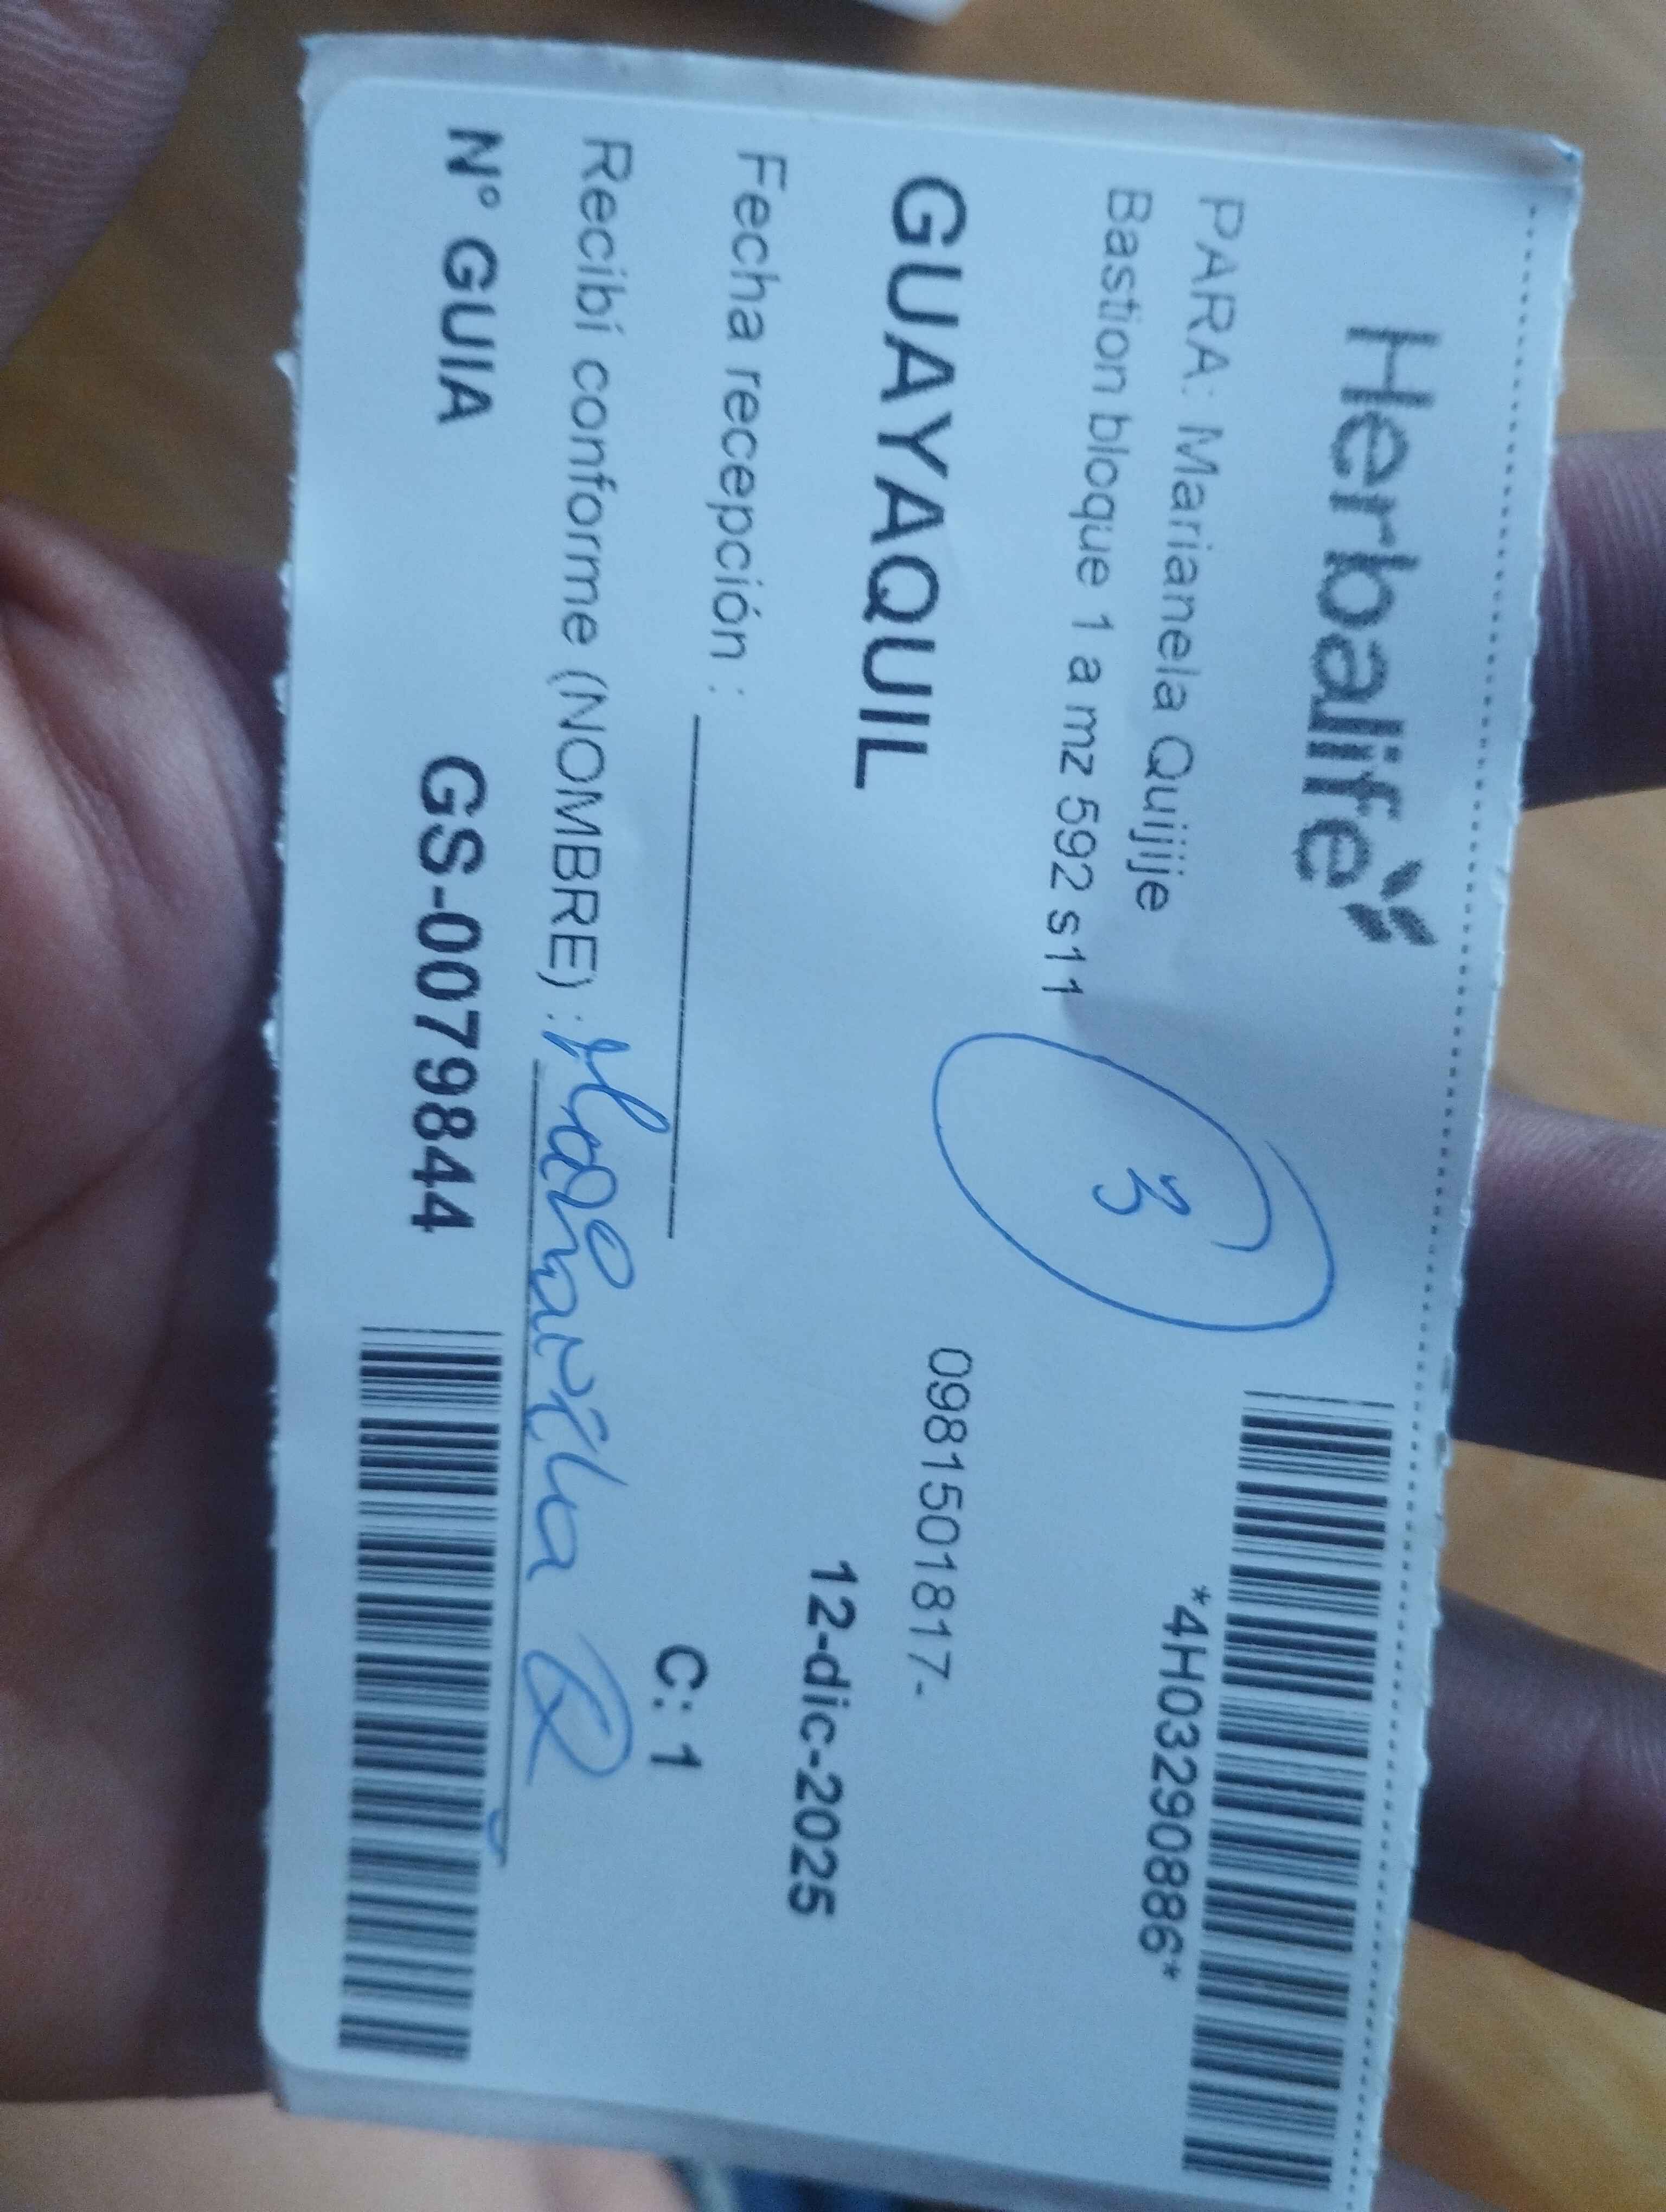 Herbalife
*4H03290886*
PARA: Marianela Quijije
Bastion bloque 1 a mz 592 s11
3
0981501817-
GUAYAQUIL
12-dic-2025
Fecha recepción :
C: 1
Recibí conforme (NOMBRE) :
Nº GUIA GS-0079844